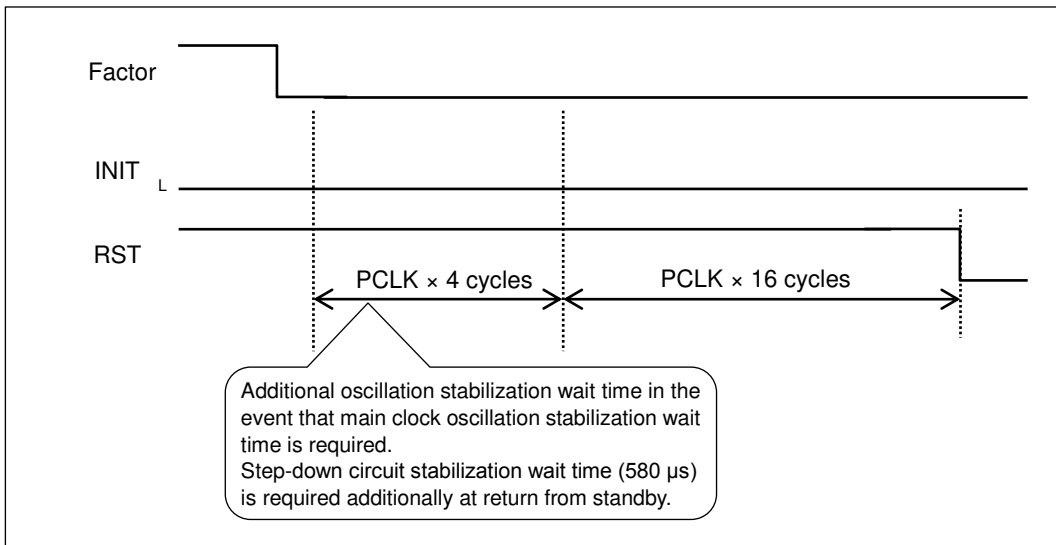 Factor
INIT
L
RST
PCLK × 4 cycles
PCLK × 16 cycles
Additional oscillation stabilization wait time in the
event that main clock oscillation stabilization wait
time is required.
Step-down circuit stabilization wait time (580 µs)
is required additionally at return from standby.